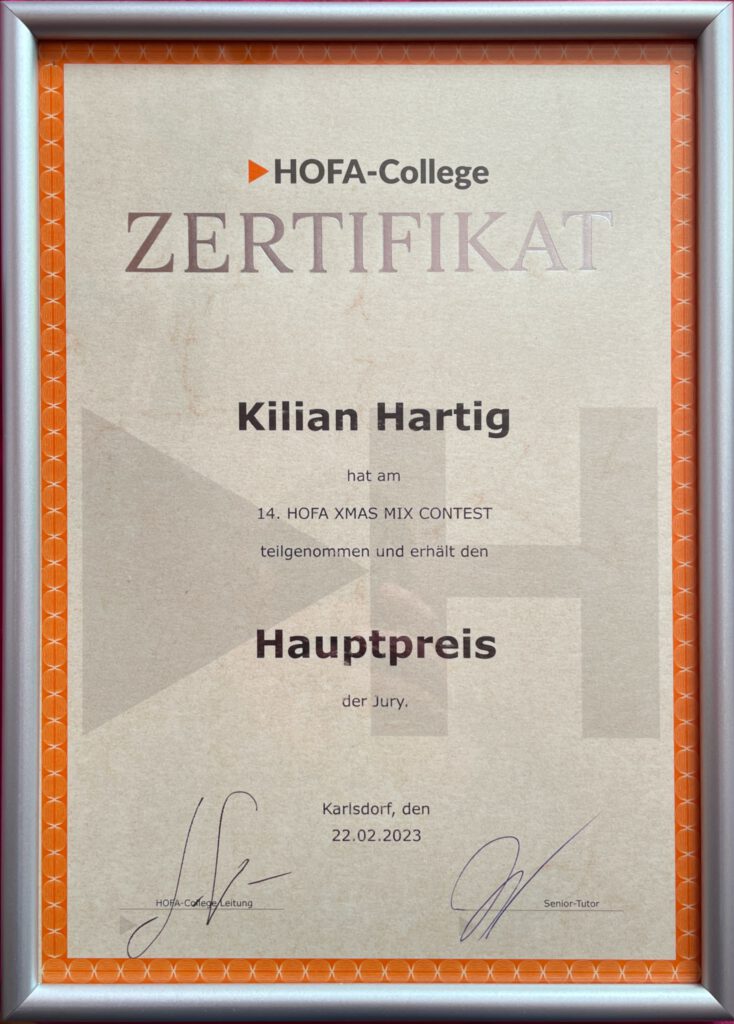 HOFA-College
ZERTIFIKAT
Kilian Hartig
hat am
14. HOFA XMAS MIX CONTEST
teilgenommen und erhält den
Hauptpreis
der Jury.
Karlsdorf, den
22.02.2023
HOFA-College Leitung
Senior-Tutor